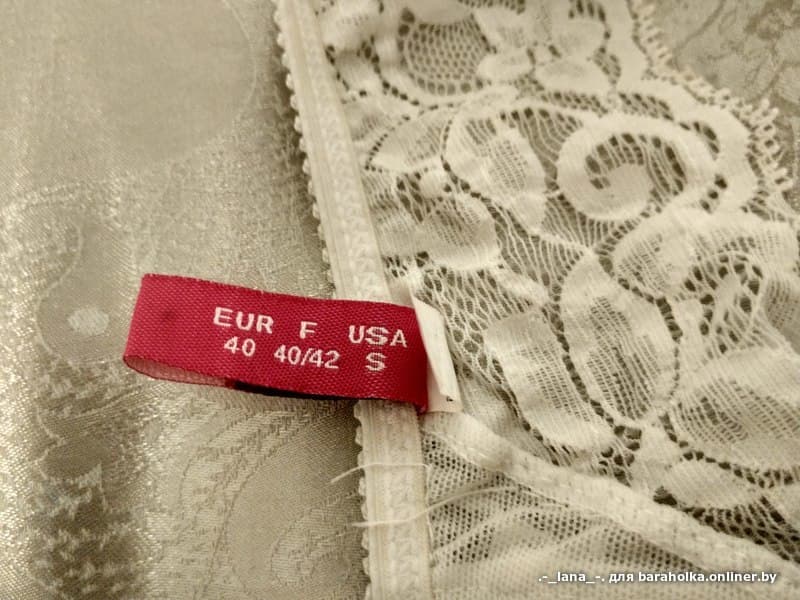 EUR F USA
40 40/42 S
.-_lana_-. для baraholka.onliner.by